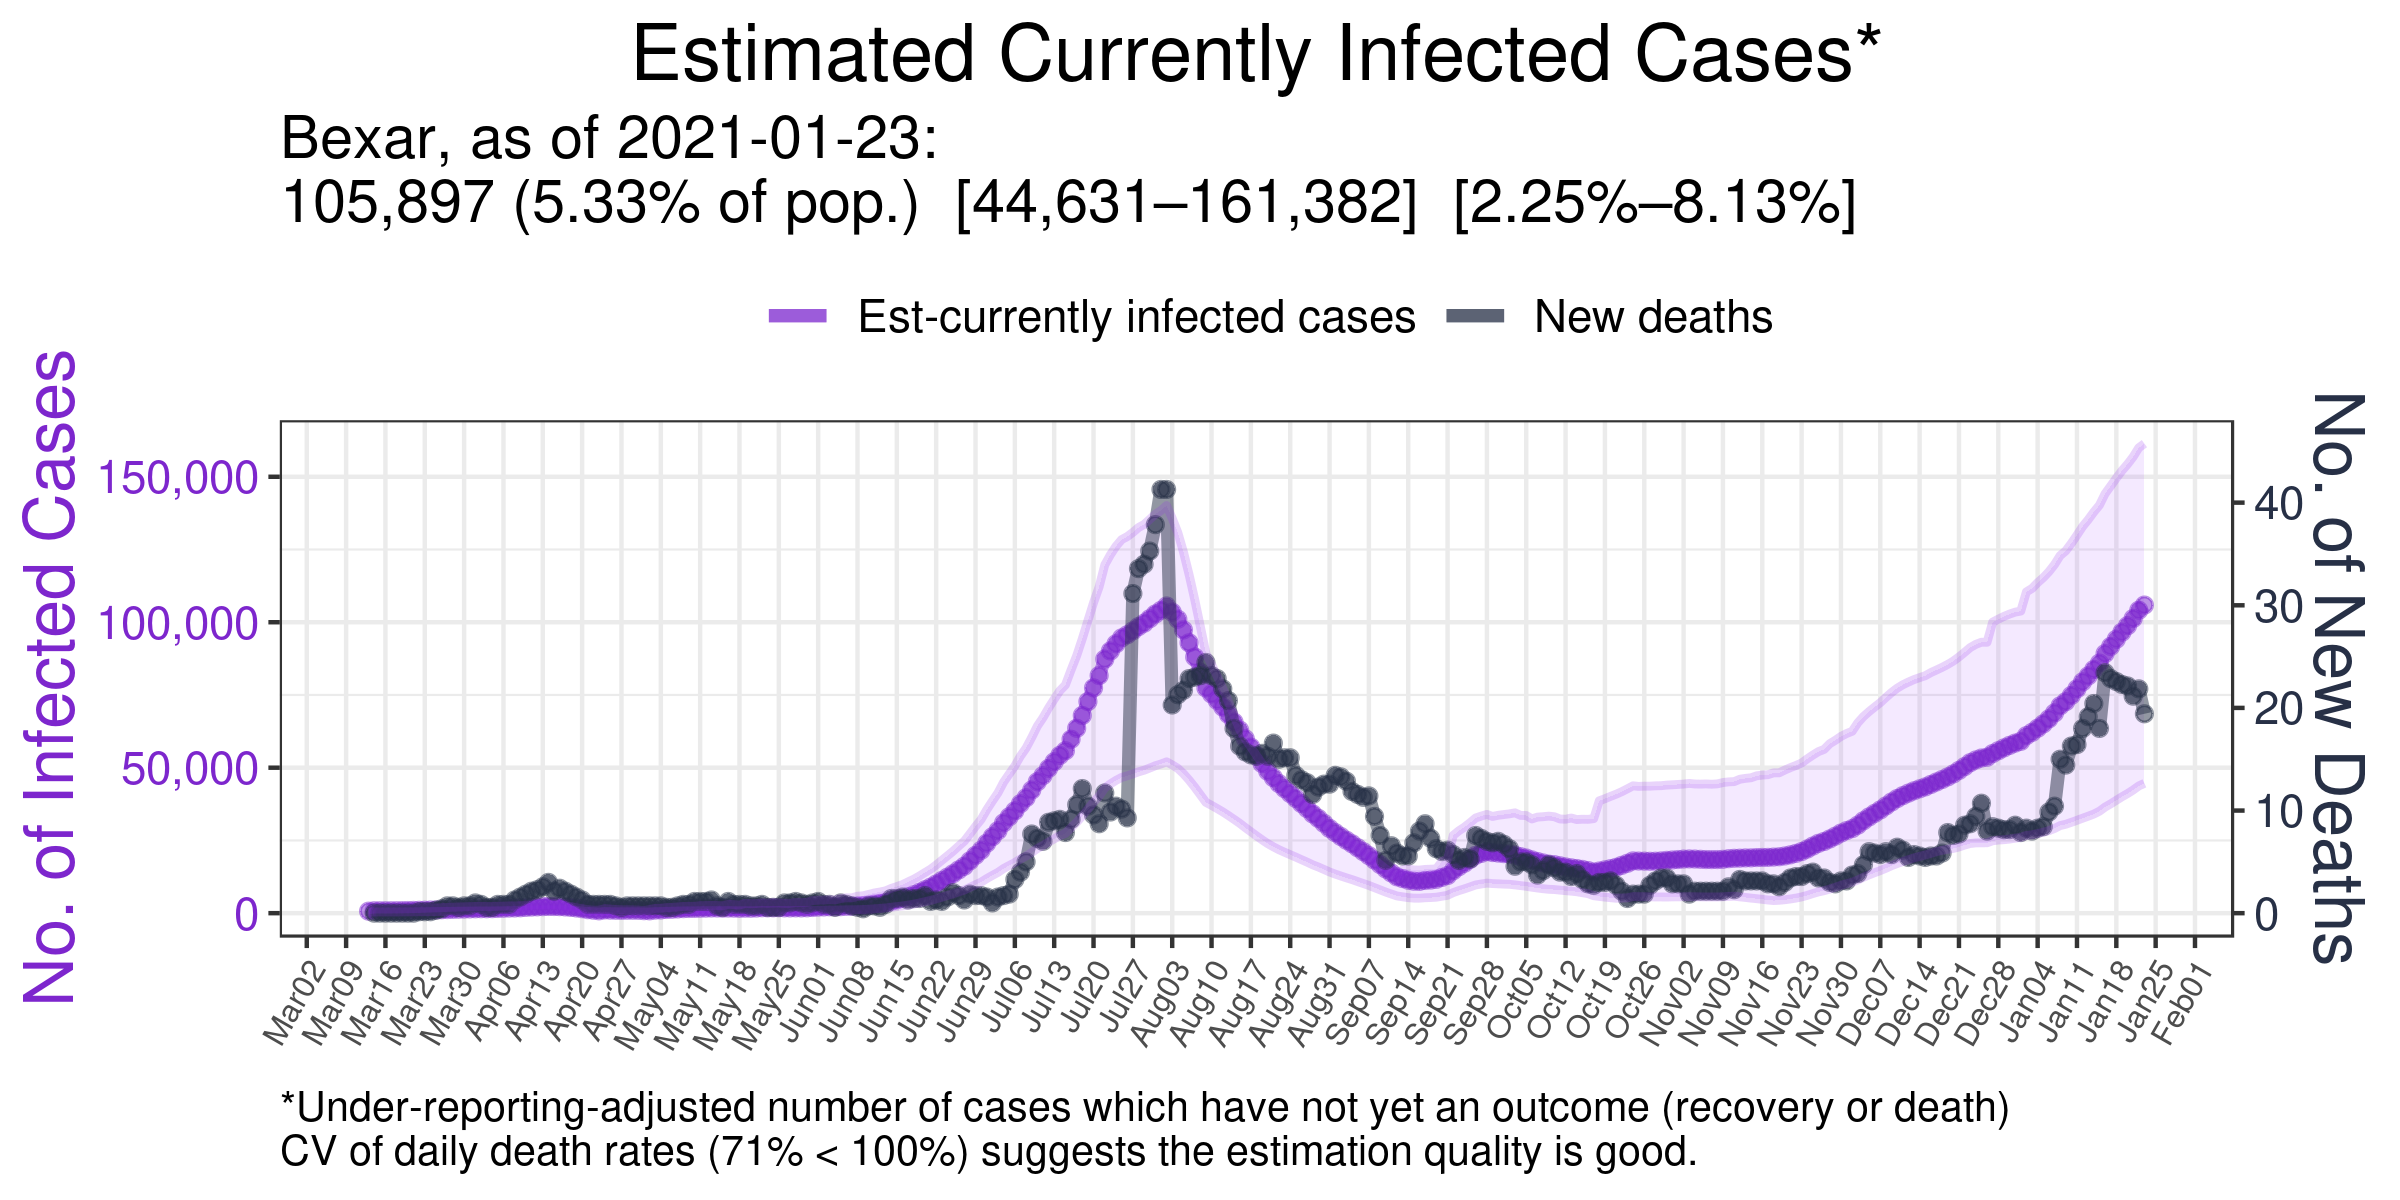 Estimated Currently Infected Cases*
Bexar, as of 2021-01-23:
105,897 (5.33% of pop.) [44,631–161,382] [2.25%–8.13%]
Est-currently infected cases New deaths
No. of Infected Cases
150,000
100,000
50,000
0
40
30
20
10
0
No. of New Deaths
Mar02 Mar09 Mar16 Mar23 Mar30 Apr06 Apr13 Apr20 Apr27 May04 May11 May18 May25 Jun01 Jun08 Jun15 Jun22 Jun29 Jul06 Jul13 Jul20 Jul27 Aug03 Aug10 Aug17 Aug24 Aug31 Sep07 Sep14 Sep21 Sep28 Oct05 Oct12 Oct19 Oct26 Nov02 Nov09 Nov16 Nov23 Nov30 Dec07 Dec14 Dec21 Dec28 Jan04 Jan11 Jan18 Jan25 Feb01
*Under-reporting-adjusted number of cases which have not yet an outcome (recovery or death)
CV of daily death rates (71% < 100%) suggests the estimation quality is good.